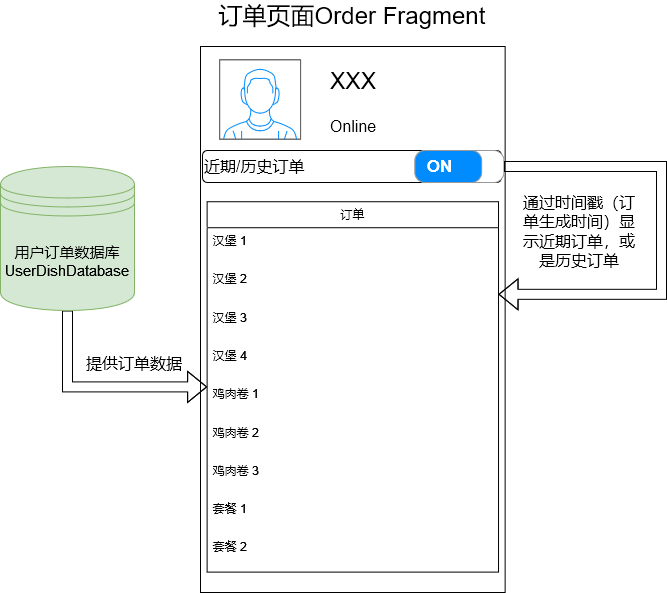 订单页面Order Fragment
XXX
Online
近期/历史订单
ON
通过时间戳（订
单生成时间）显
示近期订单，或
是历史订单
用户订单数据库
UserDishDatabase
提供订单数据
订单
汉堡 1
汉堡 2
汉堡 3
汉堡 4
鸡肉卷 1
鸡肉卷 2
鸡肉卷 3
套餐 1
套餐 2